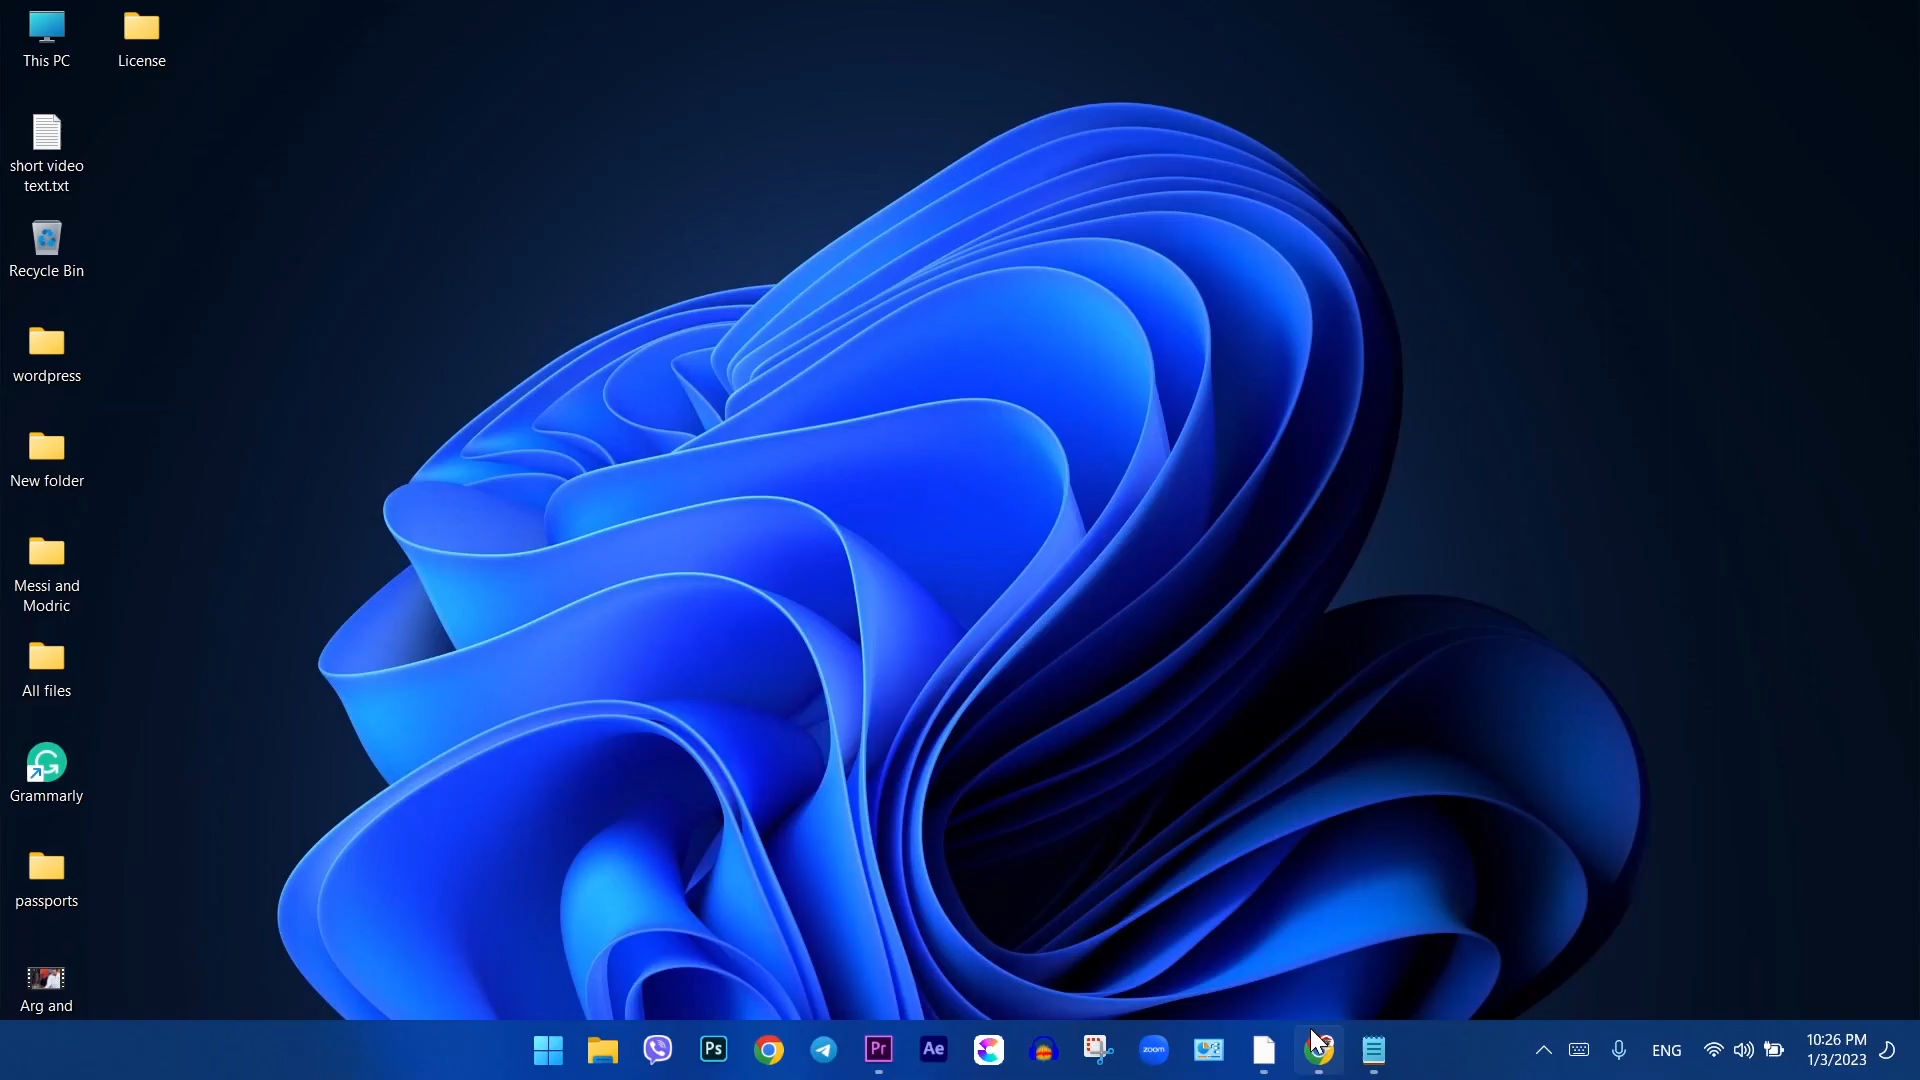 This PC
License
short video
text.txt
Recycle Bin
wordpress
New folder
Messi and
Modric
All files
Grammarly
passports
Arg and
Ps
Pr
Ae
zoom
ENG
10:26 PM
1/3/2023